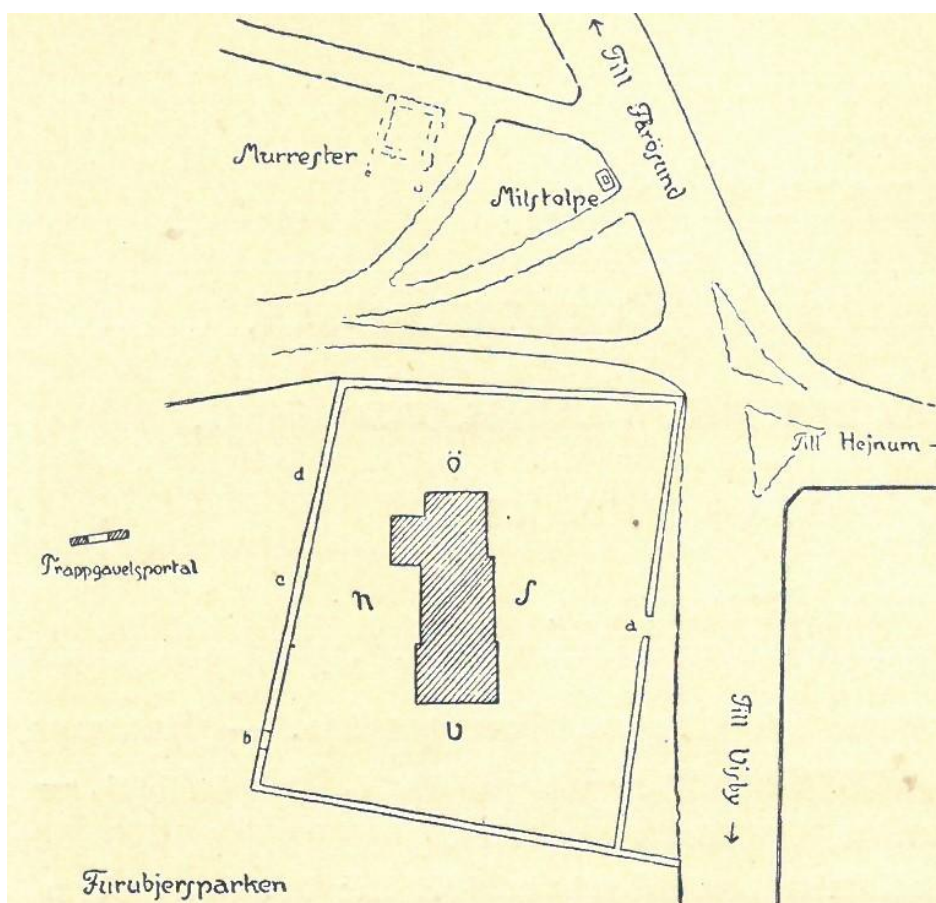 ← Till Fårösund
Murrester
Milstolpe
Till Hejnum
Ö
d
Trappgavelsportal
c
N
S
a
b
V
Till Visby →
Furubjersparken